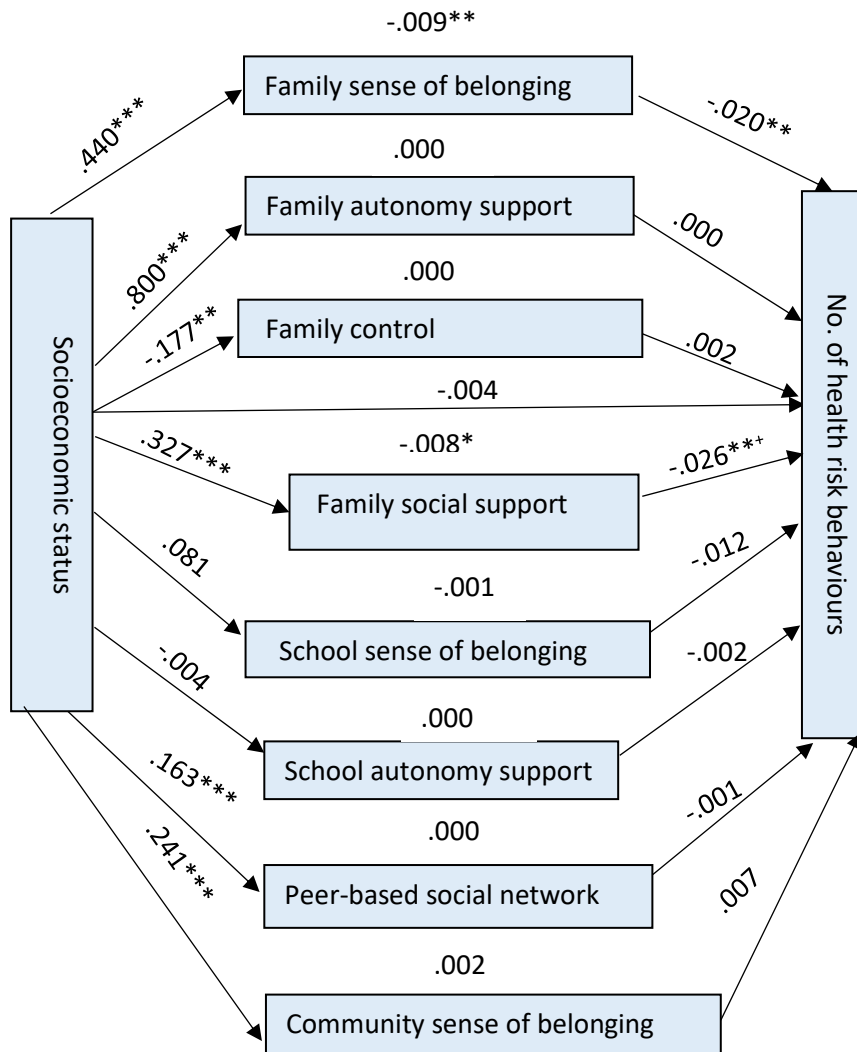 -.009**
Family sense of belonging
.440***
-.020**
.000
Family autonomy support
.800***
.000
.000
Family control
-.177**
.002
-.004
Socioeconomic status
No. of health risk behaviours
.327***
-.008*
-.026**+
Family social support
.081
-.001
-.012
School sense of belonging
-.004
-.002
.000
School autonomy support
.163***
-.001
.000
Peer-based social network
.241***
.007
.002
Community sense of belonging